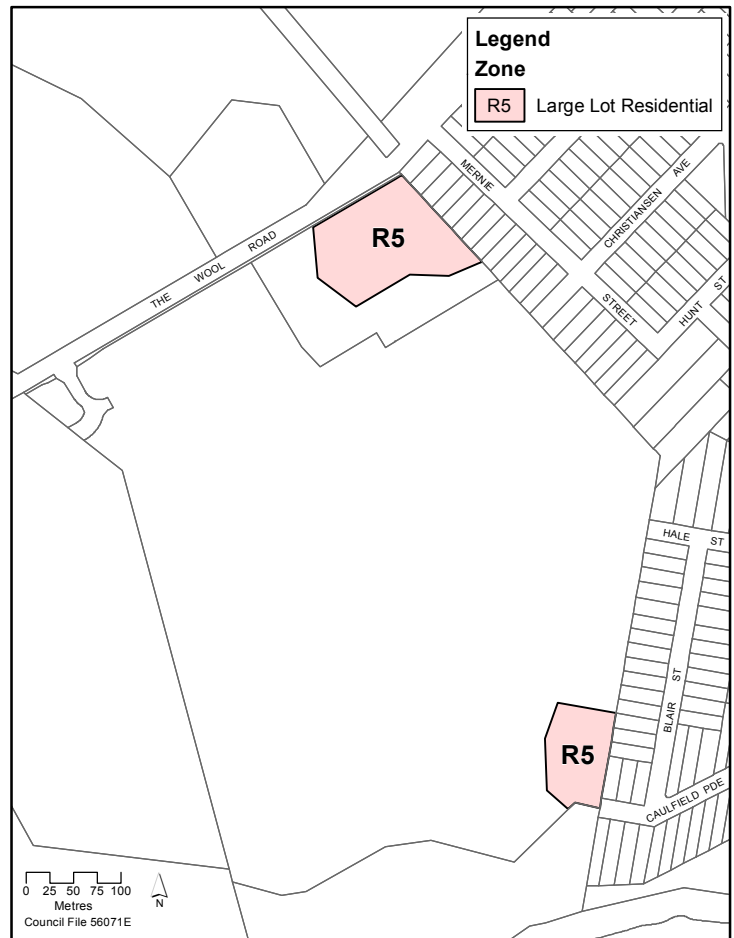 Legend
Zone
R5 Large Lot Residential
MERNIE
CHRISTIANSEN AVE
R5
THE WOOL ROAD
STREET
HUNT ST
HALE ST
BLAIR ST
R5
CAULFIELD PDE
0 25 50 75 100
Metres
N
Council File 56071E